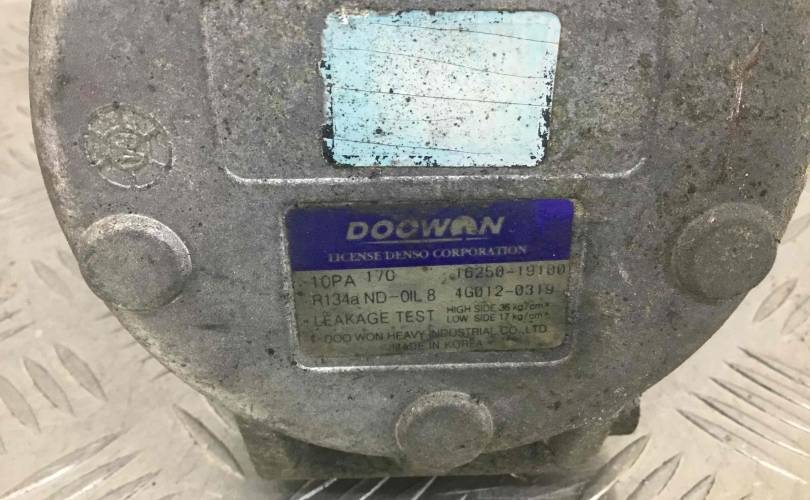 DOOWON
LICENSE DENSO CORPORATION
10PA 170 16250-19100
R134a ND-OIL 8 4G012-0319
LEAKAGE TEST HIGH SIDE 36 kg/cm² LOW SIDE 17 kg/cm²
DOO WON HEAVY INDUSTRIAL CO., LTD
MADE IN KOREA